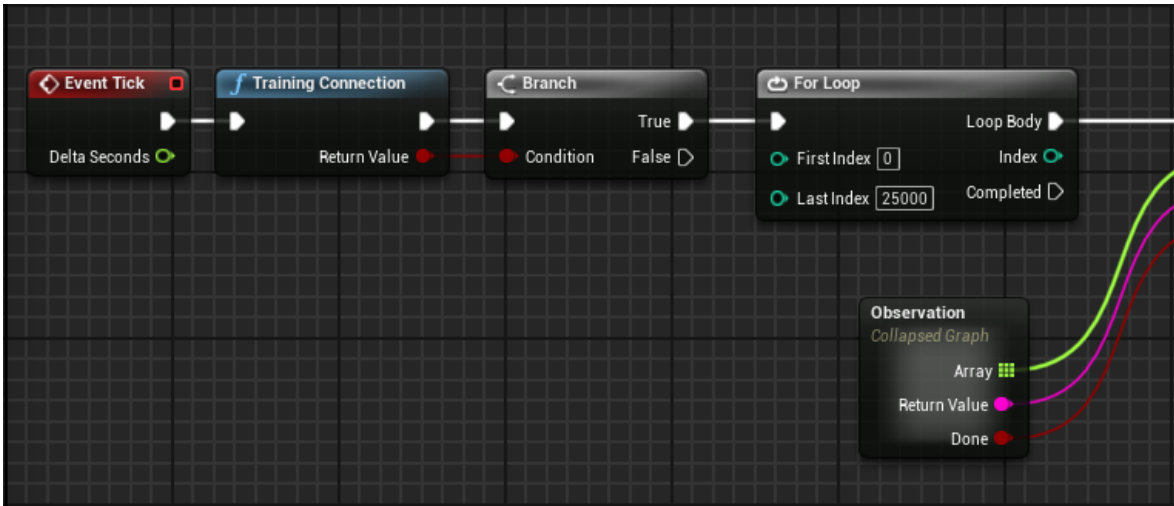 Event Tick
Delta Seconds
Training Connection
Return Value
Branch
True
Condition
False
For Loop
Loop Body
First Index 0
Index
Last Index 25000
Completed
Observation
Collapsed Graph
Array
Return Value
Done